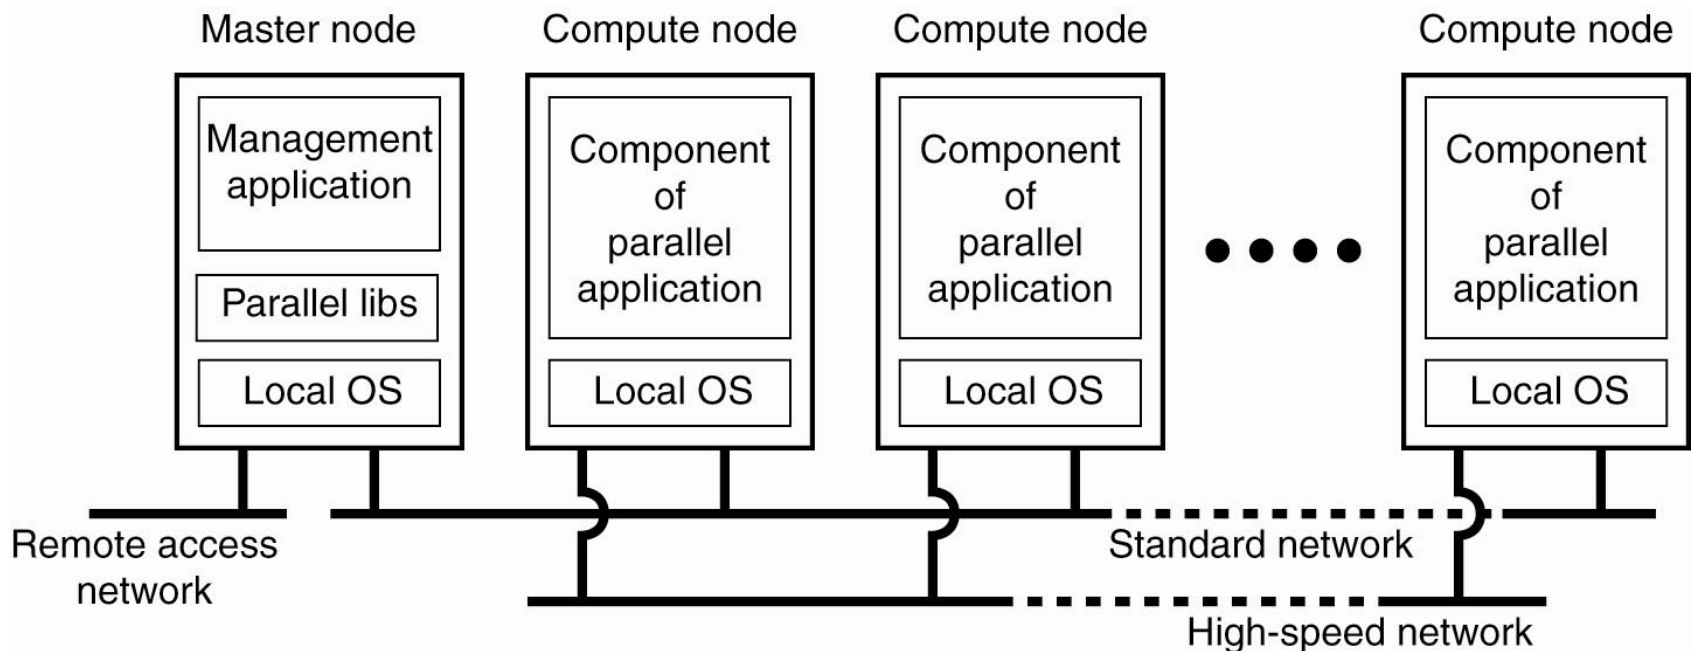 Master node
Compute node
Compute node
Compute node
Management
application
Parallel libs
Local OS
Component
of
parallel
application
Local OS
Component
of
parallel
application
Local OS
Component
of
parallel
application
Local OS
Remote access
network
Standard network
High-speed network